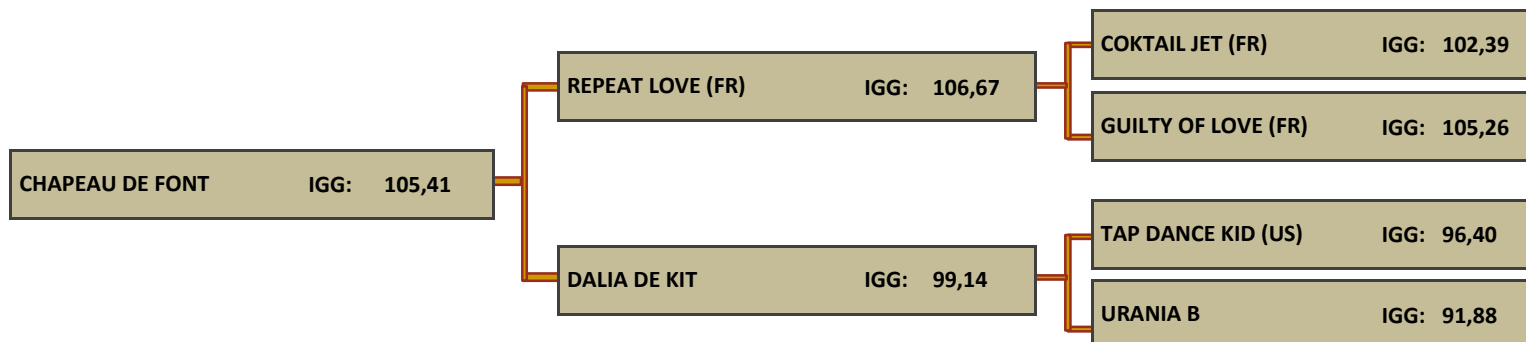 COKTAIL JET (FR) IGG: 102,39
REPEAT LOVE (FR) IGG: 106,67
GUILTY OF LOVE (FR) IGG: 105,26
CHAPEAU DE FONT IGG: 105,41
TAP DANCE KID (US) IGG: 96,40
DALIA DE KIT IGG: 99,14
URANIA B IGG: 91,88